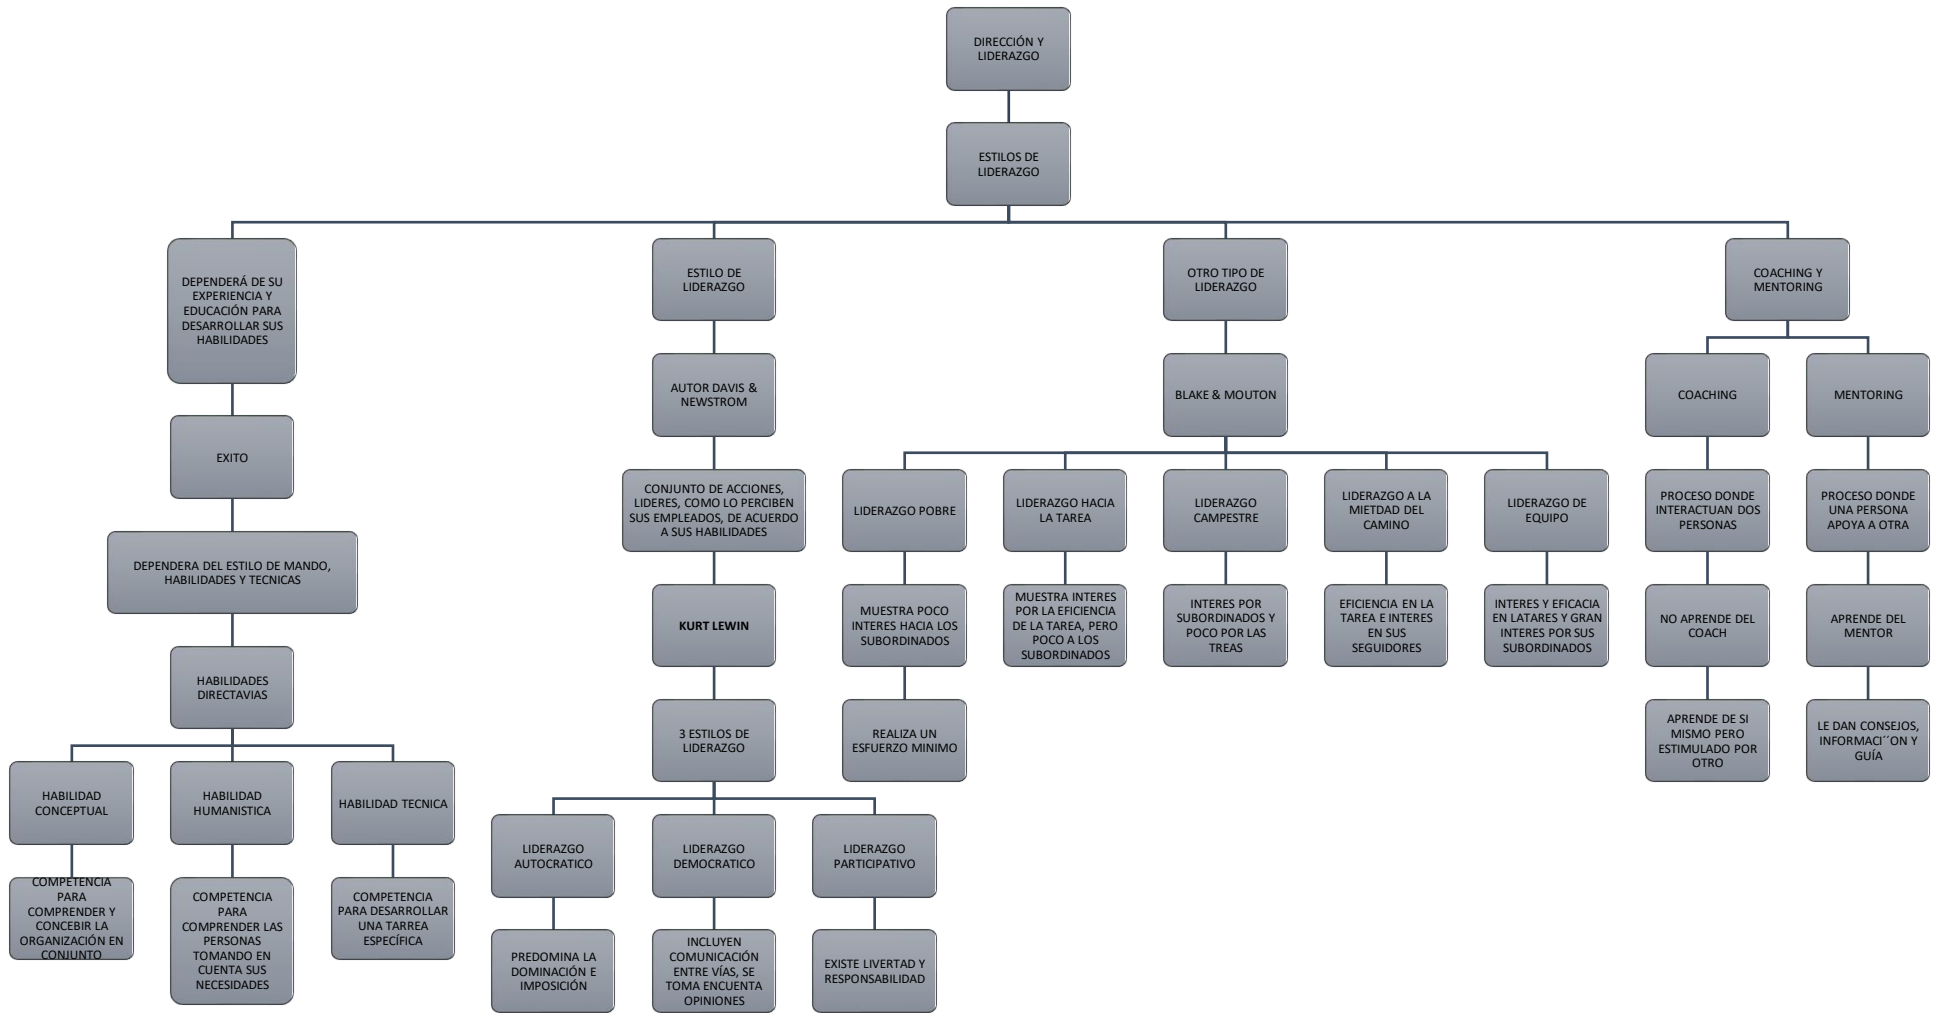 DIRECCIÓN Y
LIDERAZGO
ESTILOS DE
LIDERAZGO
DEPENDERÁ DE SU
EXPERIENCIA Y
EDUCACIÓN PARA
DESARROLLAR SUS
HABILIDADES
EXITO
DEPENDERA DEL ESTILO DE MANDO,
HABILIDADES Y TECNICAS
HABILIDADES
DIRECTAVIAS
HABILIDAD
CONCEPTUAL
COMPETENCIA
PARA
COMPRENDER Y
CONCEBIR LA
ORGANIZACIÓN EN
CONJUNTO
HABILIDAD
HUMANISTICA
COMPETENCIA
PARA
COMPRENDER LAS
PERSONAS
TOMANDO EN
CUENTA SUS
NECESIDADES
HABILIDAD TECNICA
COMPETENCIA
PARA DESARROLLAR
UNA TARREA
ESPECÍFICA
ESTILO DE
LIDERAZGO
AUTOR DAVIS &
NEWSTROM
CONJUNTO DE ACCIONES,
LIDERES, COMO LO PERCIBEN
SUS EMPLEADOS, DE ACUERDO
A SUS HABILIDADES
KURT LEWIN
3 ESTILOS DE
LIDERAZGO
LIDERAZGO
AUTOCRATICO
PREDOMINA LA
DOMINACIÓN E
IMPOSICIÓN
LIDERAZGO
DEMOCRATICO
INCLUYEN
COMUNICACIÓN
ENTRE VÍAS, SE
TOMA ENCUENTA
OPINIONES
LIDERAZGO
PARTICIPATIVO
EXISTE LIVERTAD Y
RESPONSABILIDAD
OTRO TIPO DE
LIDERAZGO
BLAKE & MOUTON
LIDERAZGO POBRE
MUESTRA POCO
INTERES HACIA LOS
SUBORDINADOS
REALIZA UN
ESFUERZO MINIMO
LIDERAZGO HACIA
LA TAREA
MUESTRA INTERES
POR LA EFICIENCIA
DE LA TAREA, PERO
POCO A LOS
SUBORDINADOS
LIDERAZGO
CAMPESTRE
INTERES POR
SUBORDINADOS Y
POCO POR LAS
TREAS
LIDERAZGO A LA
MIETDAD DEL
CAMINO
EFICIENCIA EN LA
TAREA E INTERES
EN SUS
SEGUIDORES
LIDERAZGO DE
EQUIPO
INTERES Y EFICACIA
EN LATARES Y GRAN
INTERES POR SUS
SUBORDINADOS
COACHING Y
MENTORING
COACHING
PROCESO DONDE
INTERACTUAN DOS
PERSONAS
NO APRENDE DEL
COACH
APRENDE DE SI
MISMO PERO
ESTIMULADO POR
OTRO
MENTORING
PROCESO DONDE
UNA PERSONA
APOYA A OTRA
APRENDE DEL
MENTOR
LE DAN CONSEJOS,
INFORMACI´´ON Y
GUÍA